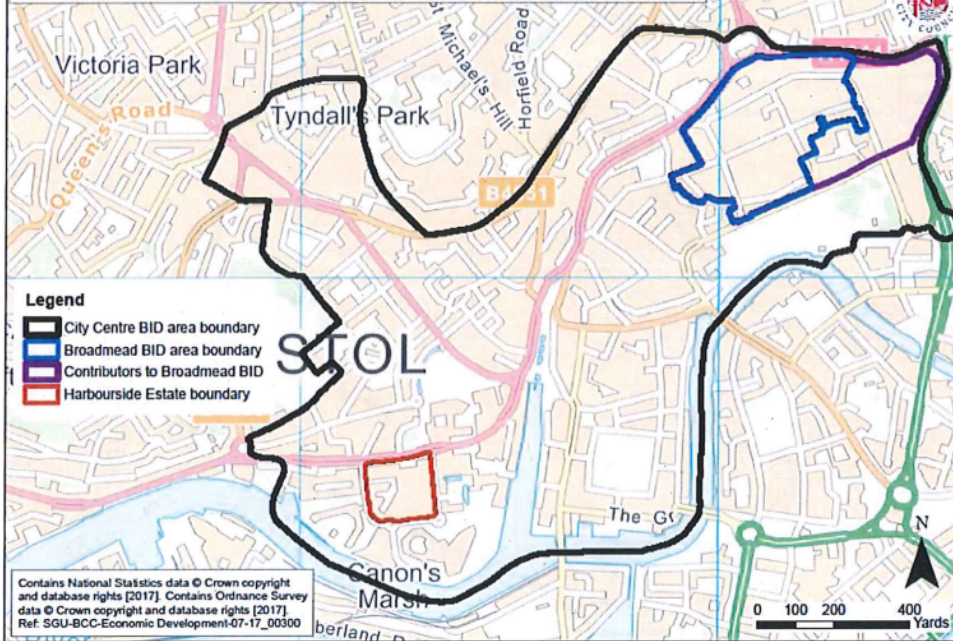 CITY COUNC
Victoria Park
Michael's Hill
Horfield Road
Tyndall's Park
Queen's Road
Legend
City Centre BID area boundary
Broadmead BID area boundary
Contributors to Broadmead BID
Harbourside Estate boundary
STOL
The Gr
N
Canon's
Marsh
Contains National Statistics data © Crown copyright
and database rights [2017]. Contains Ordnance Survey
data © Crown copyright and database rights [2017].
Ref: SGU-BCC-Economic Development-07-17_00300
0 100 200 400
Yards